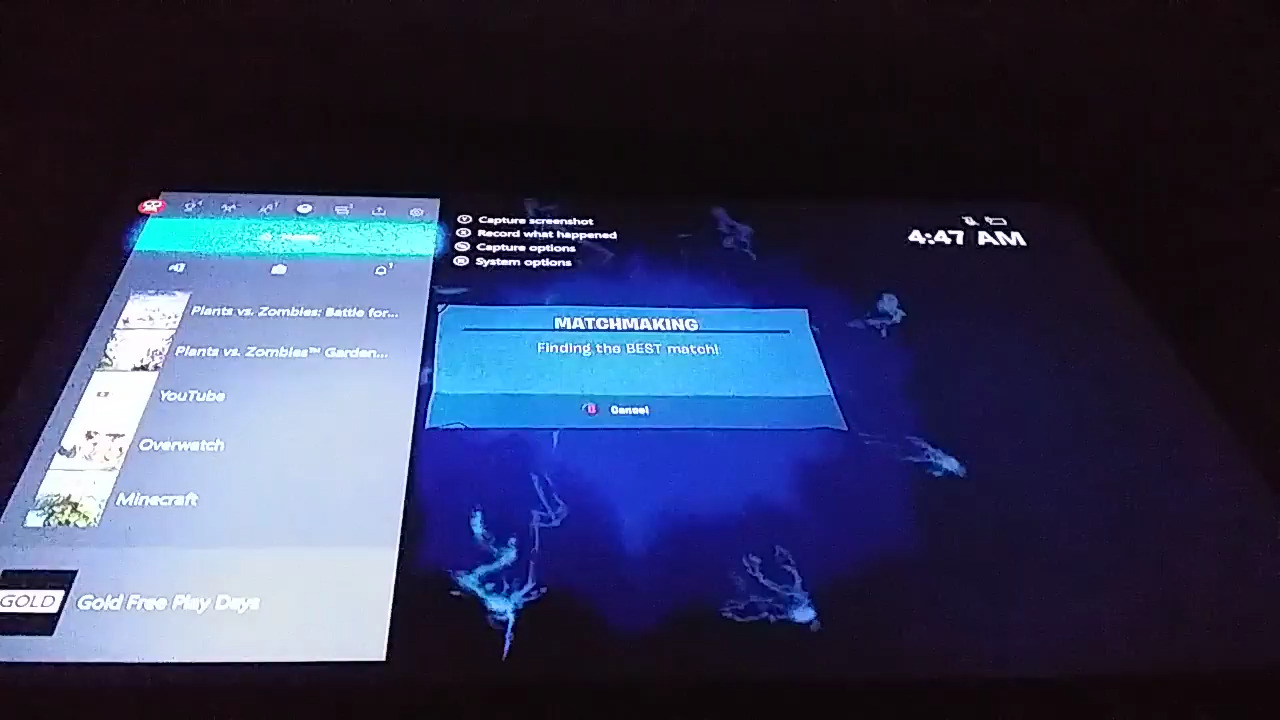 Capture screenshot
Record what happened
Capture options
System options
4:47 AM
Plants vs. Zombies: Battle for...
Plants vs. Zombies™ Garden...
YouTube
Overwatch
Minecraft
GOLD
Gold Free Play Days
MATCHMAKING
Finding the BEST match!
B Cancel